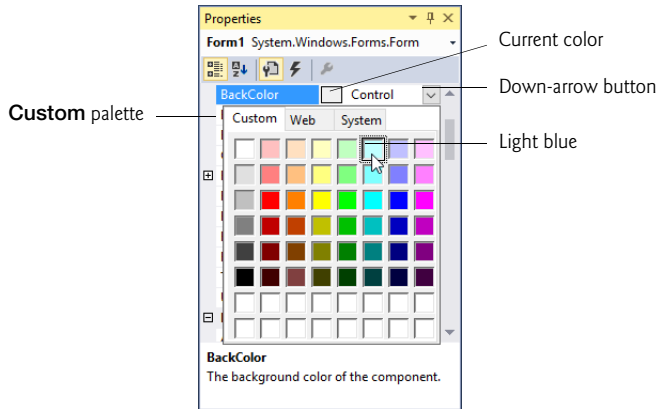 Properties
Form1 System.Windows.Forms.Form
Current color
BackColor Control
Down-arrow button
Custom palette
Custom Web System
Light blue
BackColor
The background color of the component.